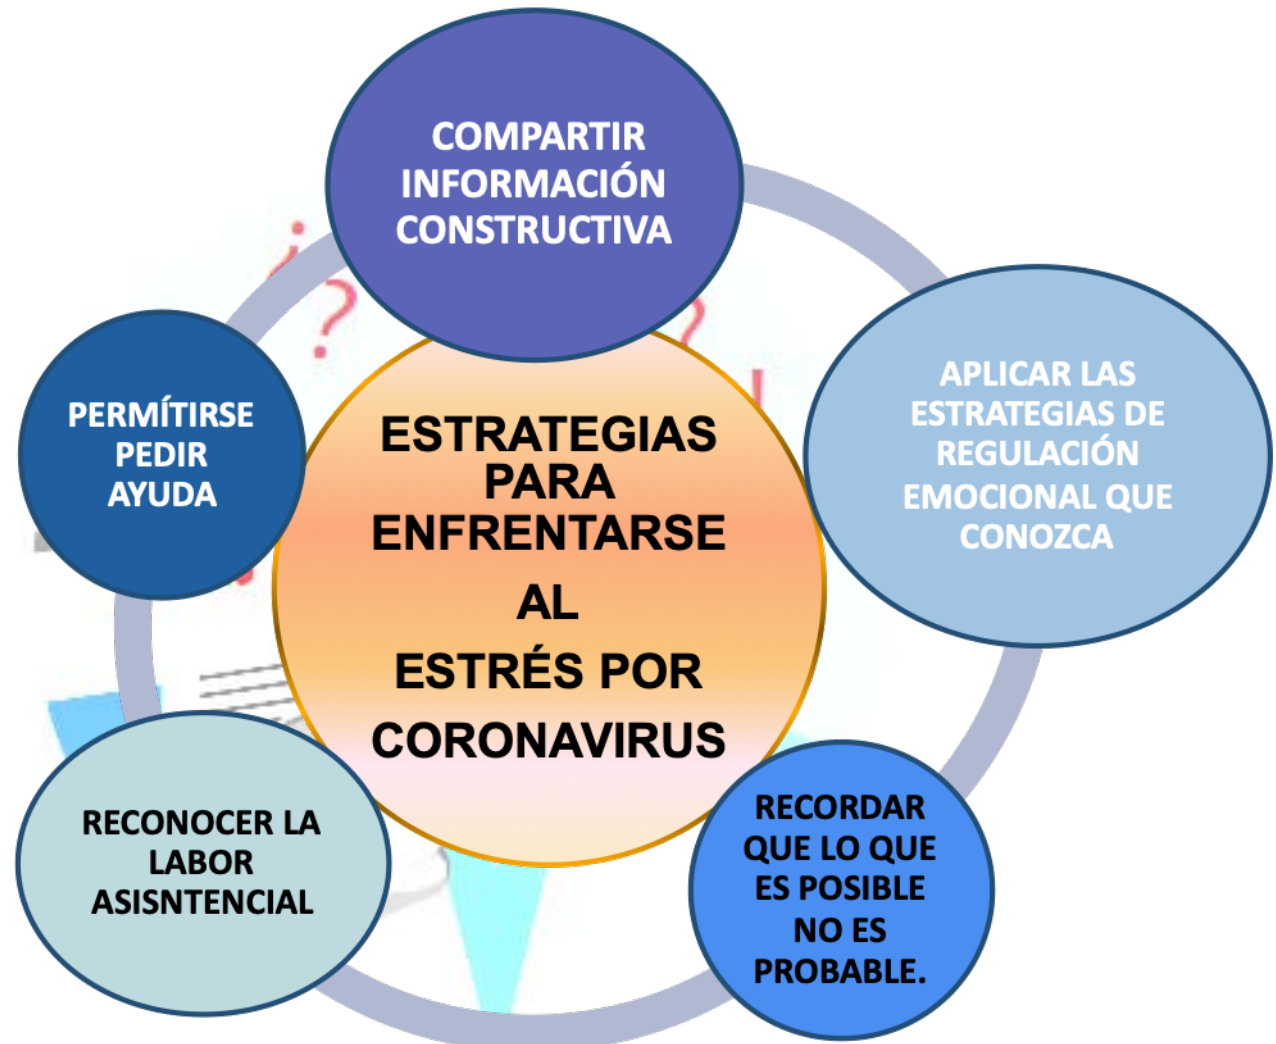 COMPARTIR
INFORMACIÓN
CONSTRUCTIVA
APLICAR LAS
ESTRATEGIAS DE
REGULACIÓN
EMOCIONAL QUE
CONOZCA
RECORDAR
QUE LO QUE
ES POSIBLE
NO ES
PROBABLE.
RECONOCER LA
LABOR
ASISNTENCIAL
PERMÍTIRSE
PEDIR
AYUDA
ESTRATEGIAS
PARA
ENFRENTARSE
AL
ESTRÉS POR
CORONAVIRUS
¿
?
?